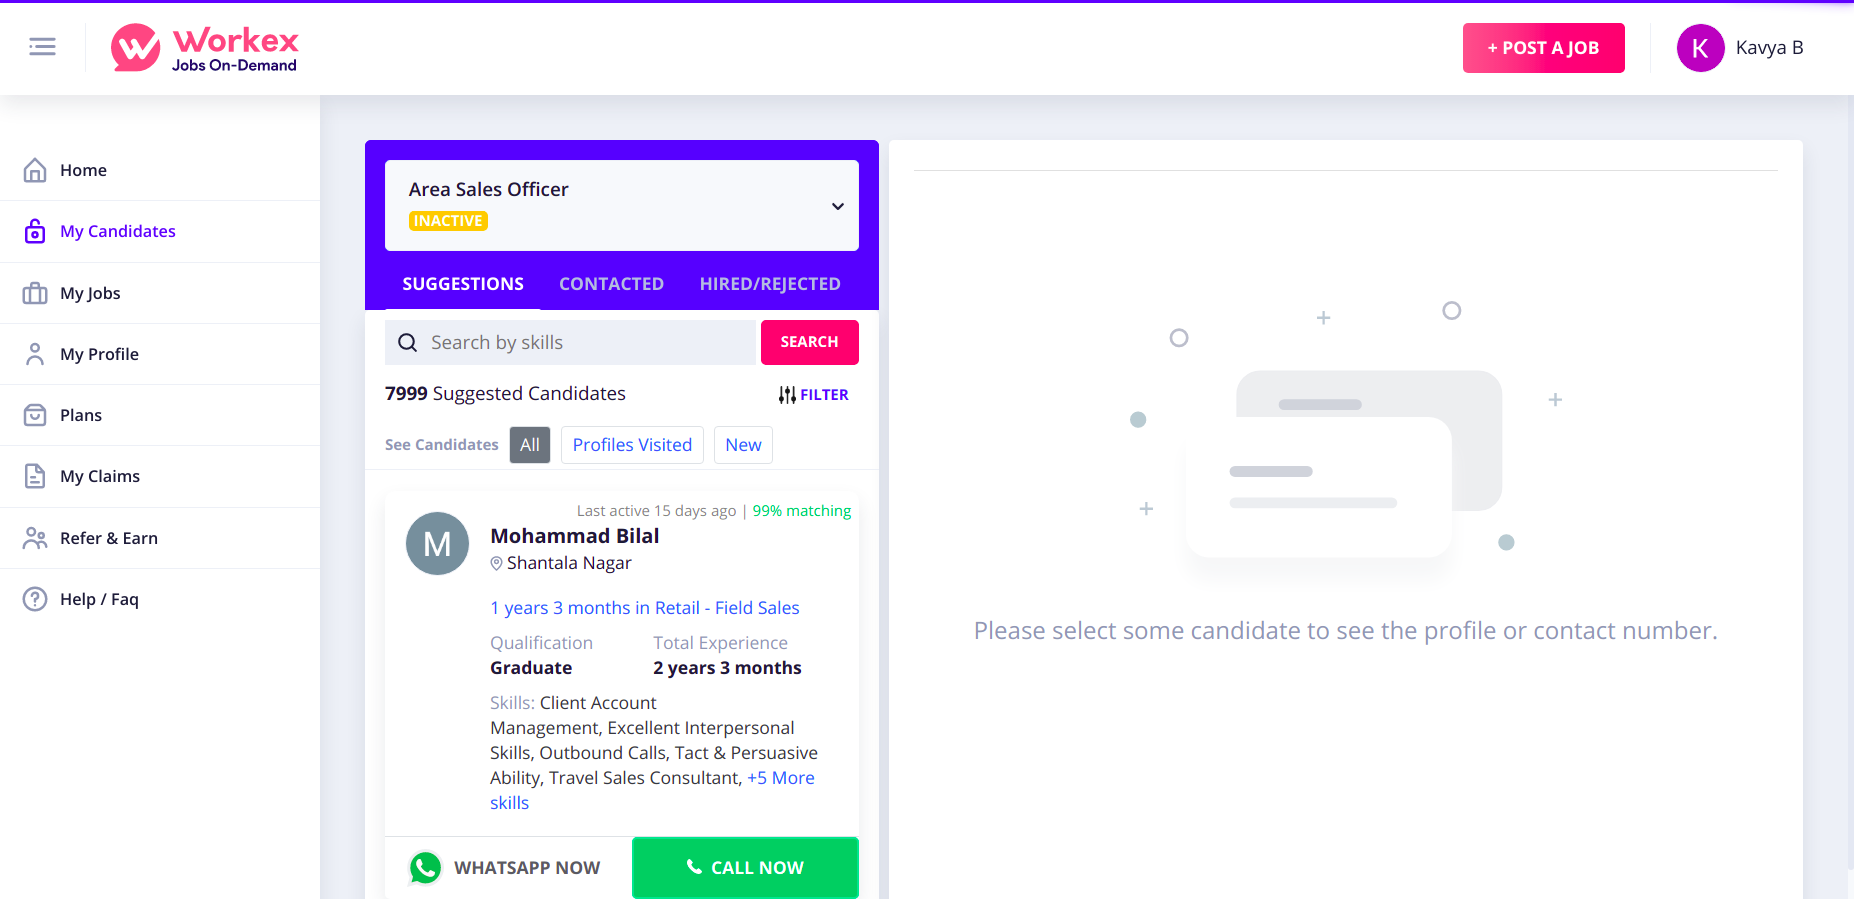 Workex
Jobs On-Demand
+ POST A JOB
K
Kavya B
Home
My Candidates
My Jobs
My Profile
Plans
My Claims
Refer & Earn
Help / Faq
Area Sales Officer
INACTIVE
SUGGESTIONS CONTACTED HIRED/REJECTED
Search by skills
SEARCH
7999 Suggested Candidates
FILTER
See Candidates All Profiles Visited New
Last active 15 days ago | 99% matching
M
Mohammad Bilal
Shantala Nagar
1 years 3 months in Retail - Field Sales
Qualification Total Experience
Graduate 2 years 3 months
Skills: Client Account
Management, Excellent Interpersonal
Skills, Outbound Calls, Tact & Persuasive
Ability, Travel Sales Consultant, +5 More
skills
WHATSAPP NOW
CALL NOW
Please select some candidate to see the profile or contact number.